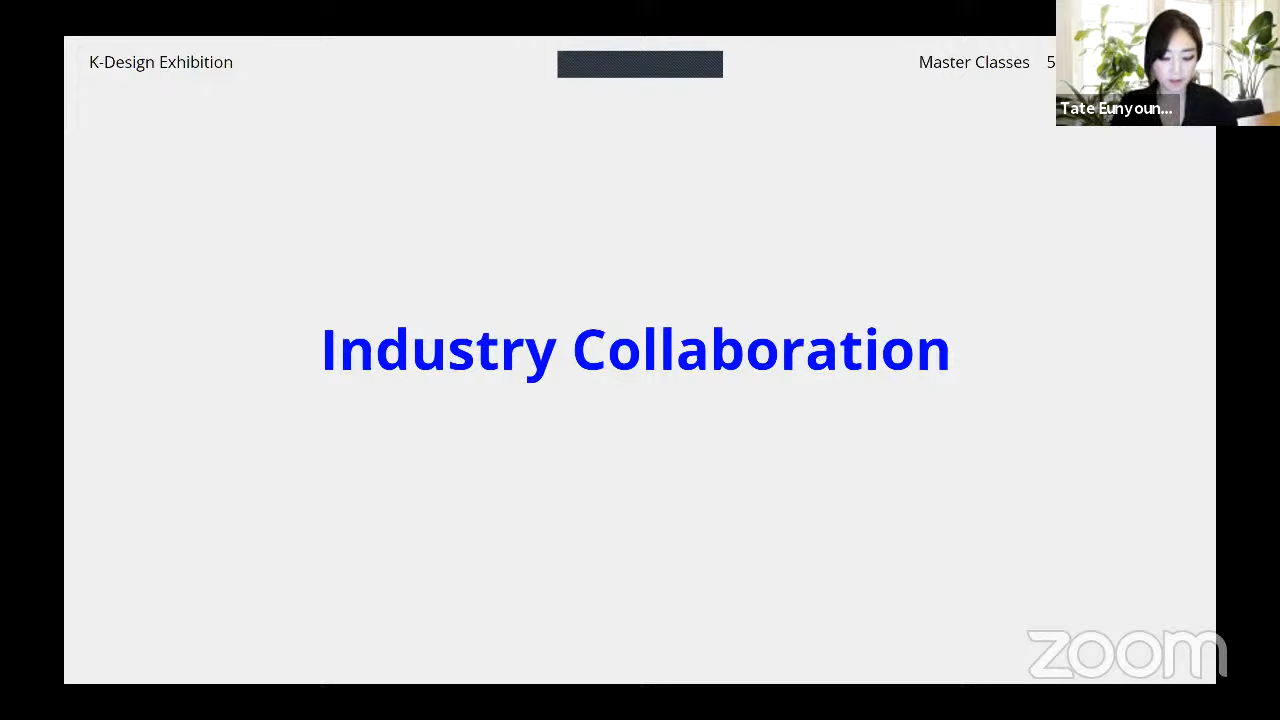 K-Design Exhibition
Master Classes 5
Tate Eunyoun...
Industry Collaboration
zoom